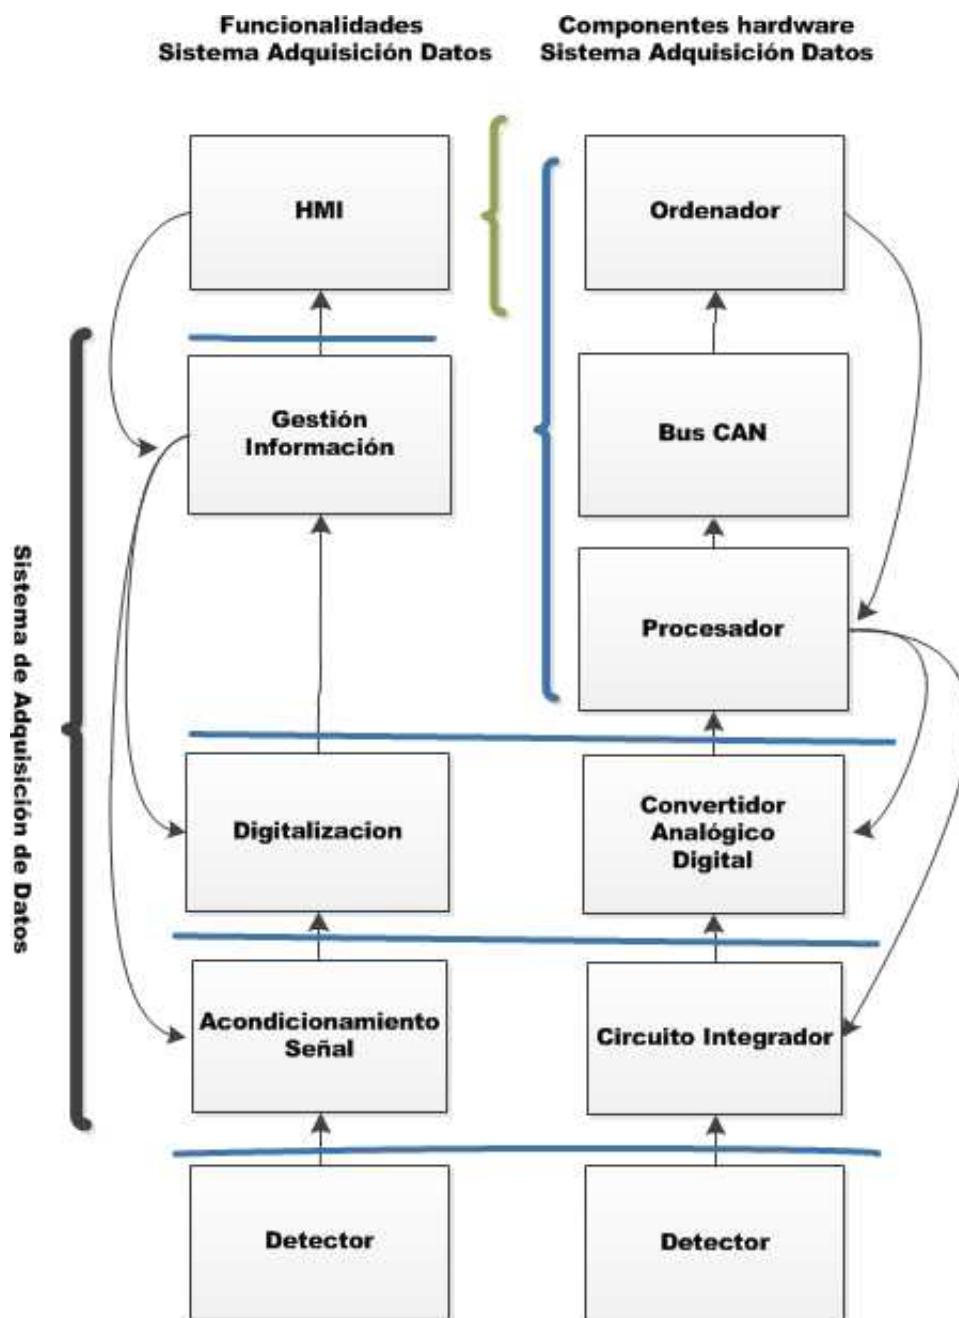 Funcionalidades
Sistema Adquisición Datos
Componentes hardware
Sistema Adquisición Datos
HMI
Ordenador
Gestión
Información
Bus CAN
Procesador
Sistema de Adquisición de Datos
Digitalizacion
Convertidor
Analógico
Digital
Acondicionamiento
Señal
Circuito Integrador
Detector
Detector